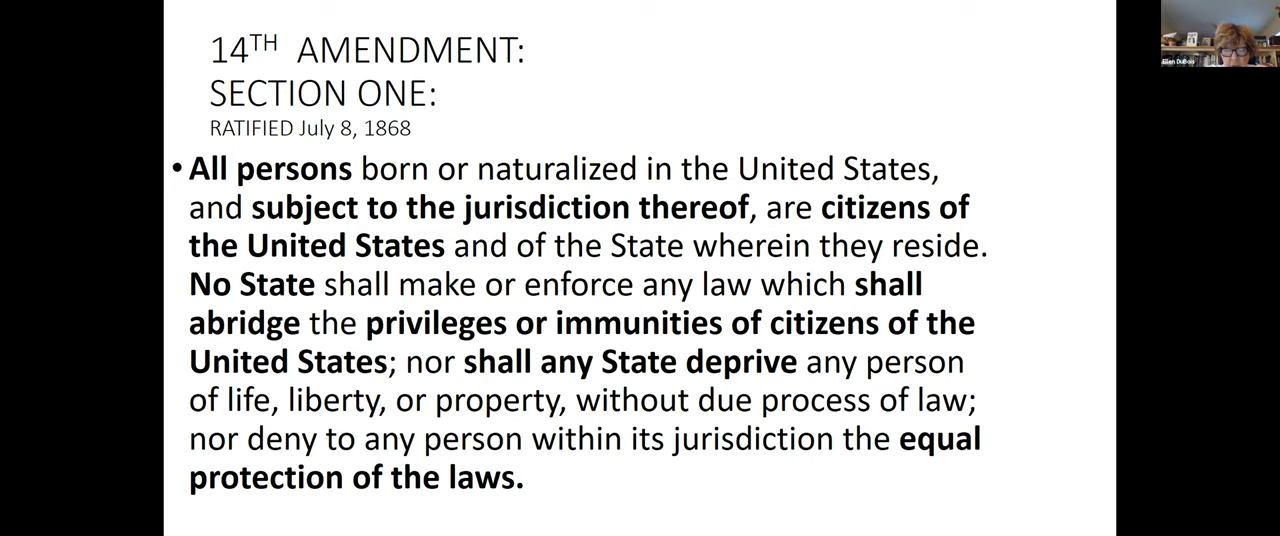 14TH AMENDMENT:
SECTION ONE:
RATIFIED July 8, 1868
• All persons born or naturalized in the United States,
and subject to the jurisdiction thereof, are citizens of
the United States and of the State wherein they reside.
No State shall make or enforce any law which shall
abridge the privileges or immunities of citizens of the
United States; nor shall any State deprive any person
of life, liberty, or property, without due process of law;
nor deny to any person within its jurisdiction the equal
protection of the laws.
Ellen DuBois